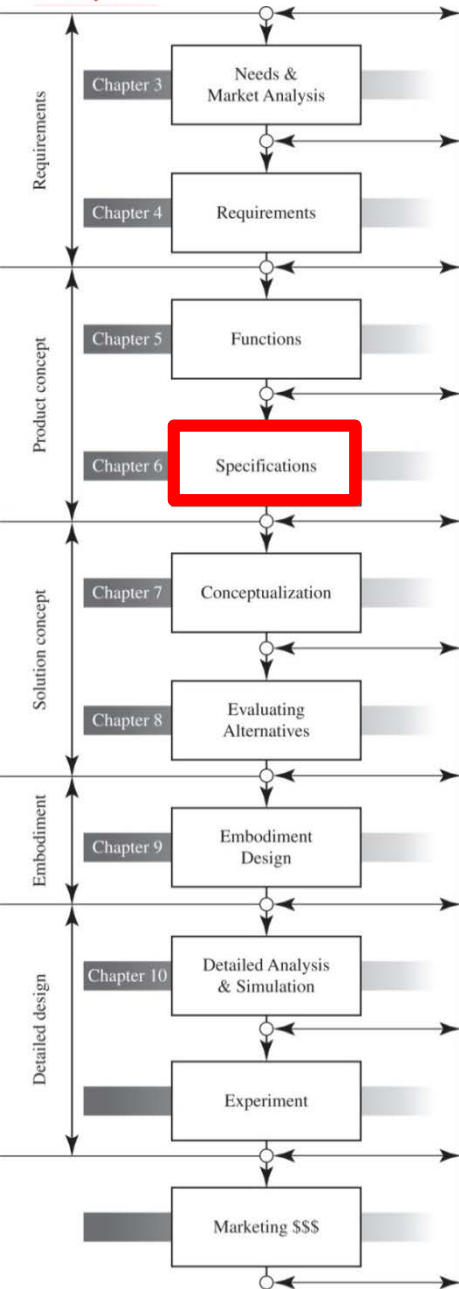 Requirements
Chapter 3
Needs &
Market Analysis
Chapter 4
Requirements
Product concept
Chapter 5
Functions
Chapter 6
Specifications
Solution concept
Chapter 7
Conceptualization
Chapter 8
Evaluating
Alternatives
Embodiment
Chapter 9
Embodiment
Design
Detailed design
Chapter 10
Detailed Analysis
& Simulation
Experiment
Marketing $$$